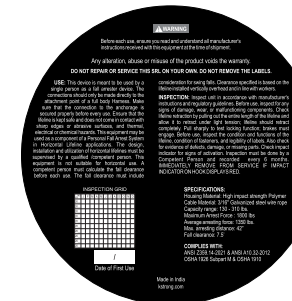 WARNING
Before each use, ensure you read and understand all manufacturer's
instructions received with this equipment at the time of shipment.
Any alteration, abuse or misuse of the product voids the warranty.
DO NOT REPAIR OR SERVICE THIS SRL ON YOUR OWN. DO NOT REMOVE THE LABELS.
USE: This device is meant to be used by a
single person as a fall arrester device. The
connections should only be made directly to the
attachment point of a full body Harness. Make
sure that the connection to the anchorage is
secured properly before every use. Ensure that the
lifeline is kept safe and does not come in contact with
sharp edges or abrasive surfaces, and thermal,
electrical or chemical hazards. This equipment may be
used as a component of a Personal Fall Arrest System
in Horizontal Lifeline applications. The design,
installation and utilization of horizontal lifelines must be
supervised by a qualified /competent person. This
equipment is not suitable for horizontal use. A
competent person must calculate the fall clearance
before each use. The fall clearance must include
consideration for swing falls. Clearance specified is based on the
lifeline installed vertically overhead and in line with workers.
INSPECTION: Inspect unit in accordance with manufacturer's
instructions and regulating guidelines. Before use, inspect for any
signs of damage, wear, or malfunctioning components. Check
lifeline retraction by pulling out the entire length of the lifeline and
allow it to retract under light tension; lifeline should retract
completely. Pull sharply to test locking function; brakes must
engage. Before use, inspect the condition and functions of the
lifeline, condition of fasteners, and legibility of labels. Also check
for evidence of defects, damage, or missing parts. Check impact
indicator for signs of activation. Inspection must be done by a
Competent Person and recorded every 6 months.
IMMEDIATELY REMOVE FROM SERVICE IF IMPACT
INDICATOR ON HOOK DISPLAYS RED.
INSPECTION GRID
/
Date of First Use
SPECIFICATIONS:
Housing Material: High impact strength Polymer
Cable Material: 3/16" Galvanized steel wire rope
Capacity range: 130 - 310 lbs.
Maximum Arrest Force : 1800 lbs
Average arresting force: 1350 lbs.
Max. arresting distance: 42"
Fall clearance: 7.5'
COMPLIES WITH:
ANSI Z359.14-2021 & ANSI A10.32-2012
OSHA 1926 Subpart M & OSHA 1910
Made in India
kstrong.com